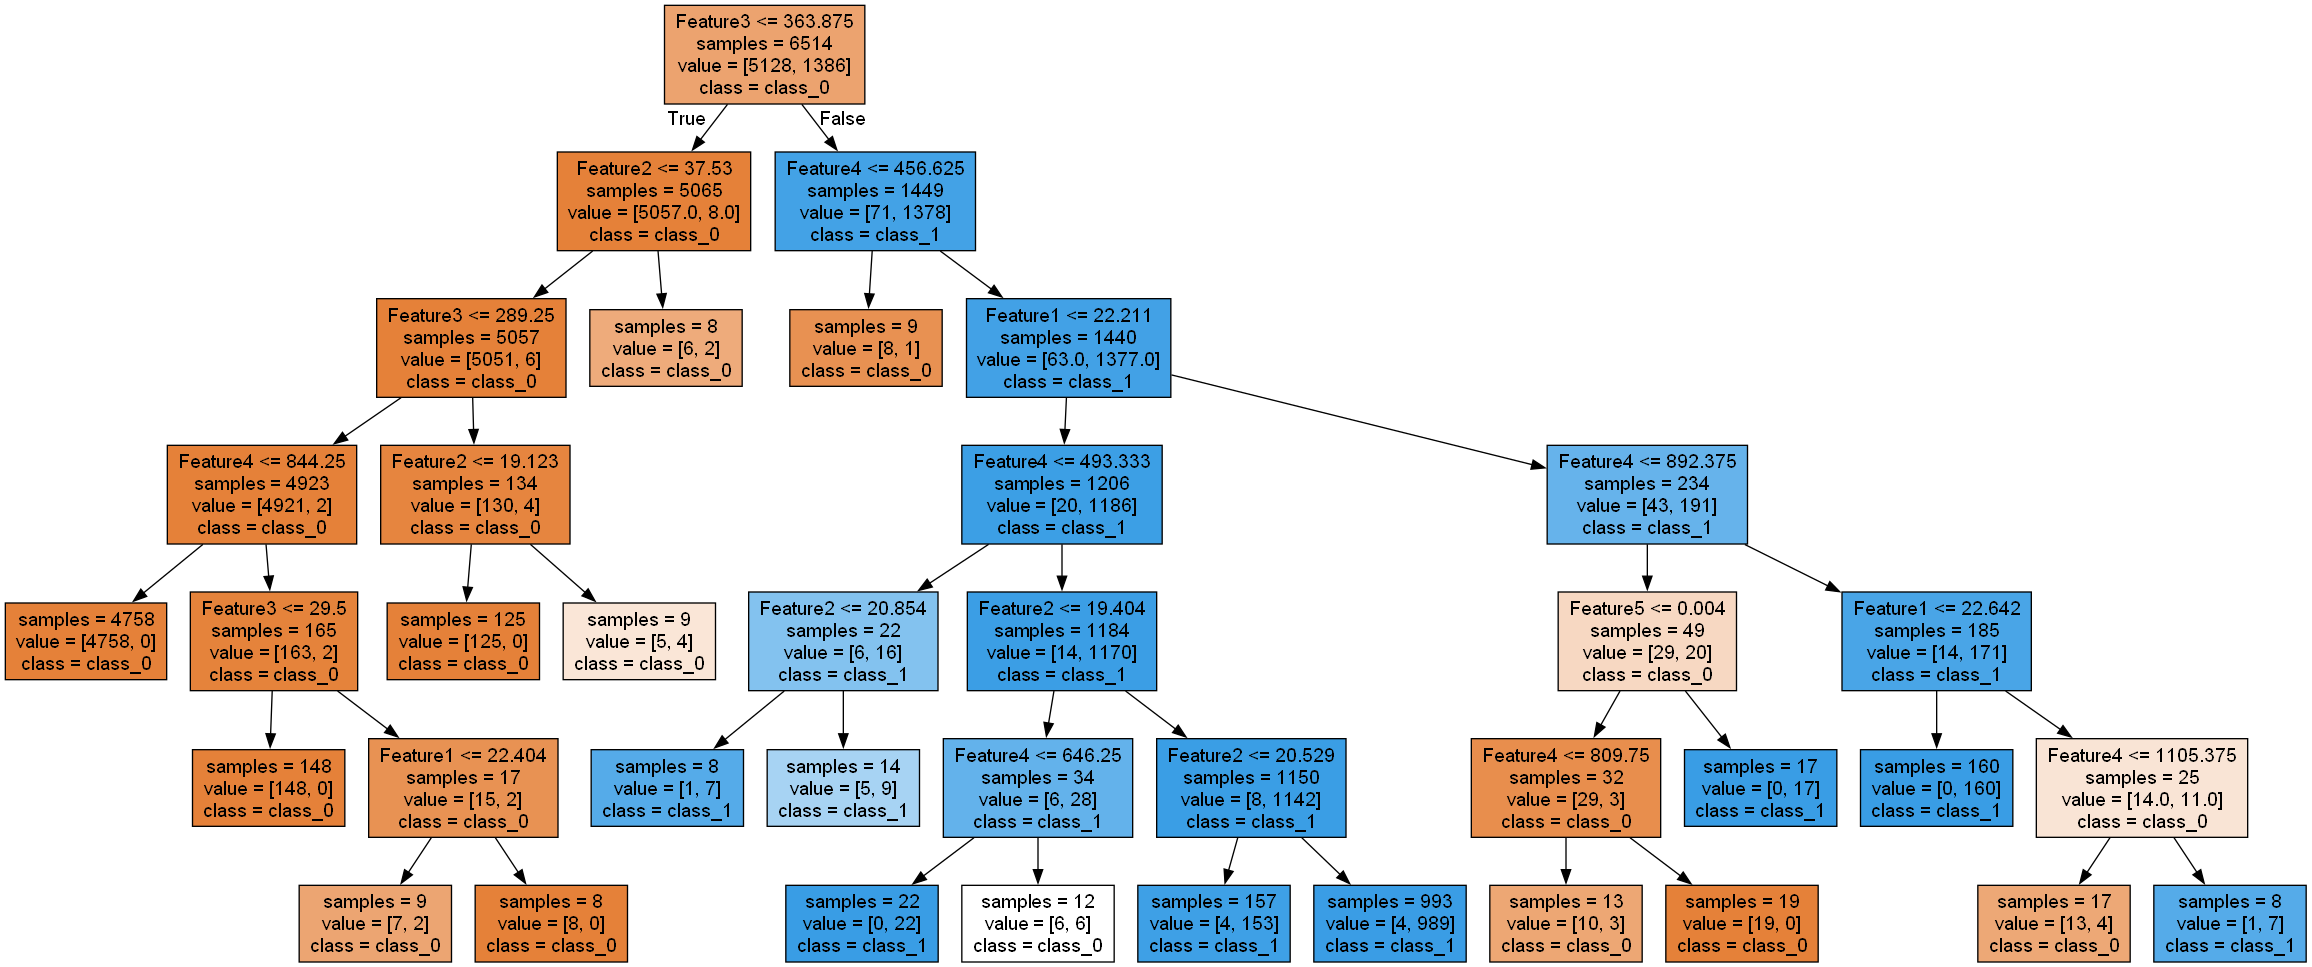 Feature3 <= 363.875
samples = 6514
value = [5128, 1386]
class = class_0
True
False
Feature2 <= 37.53
samples = 5065
value = [5057.0, 8.0]
class = class_0
Feature4 <= 456.625
samples = 1449
value = [71, 1378]
class = class_1
Feature3 <= 289.25
samples = 5057
value = [5051, 6]
class = class_0
samples = 8
value = [6, 2]
class = class_0
samples = 9
value = [8, 1]
class = class_0
Feature1 <= 22.211
samples = 1440
value = [63.0, 1377.0]
class = class_1
Feature4 <= 844.25
samples = 4923
value = [4921, 2]
class = class_0
Feature2 <= 19.123
samples = 134
value = [130, 4]
class = class_0
Feature4 <= 493.333
samples = 1206
value = [20, 1186]
class = class_1
Feature4 <= 892.375
samples = 234
value = [43, 191]
class = class_1
samples = 4758
value = [4758, 0]
class = class_0
Feature3 <= 29.5
samples = 165
value = [163, 2]
class = class_0
samples = 125
value = [125, 0]
class = class_0
samples = 9
value = [5, 4]
class = class_0
Feature2 <= 20.854
samples = 22
value = [6, 16]
class = class_1
Feature2 <= 19.404
samples = 1184
value = [14, 1170]
class = class_1
Feature5 <= 0.004
samples = 49
value = [29, 20]
class = class_0
Feature1 <= 22.642
samples = 185
value = [14, 171]
class = class_1
samples = 148
value = [148, 0]
class = class_0
Feature1 <= 22.404
samples = 17
value = [15, 2]
class = class_0
samples = 8
value = [1, 7]
class = class_1
samples = 14
value = [5, 9]
class = class_1
Feature4 <= 646.25
samples = 34
value = [6, 28]
class = class_1
Feature2 <= 20.529
samples = 1150
value = [8, 1142]
class = class_1
Feature4 <= 809.75
samples = 32
value = [29, 3]
class = class_0
samples = 17
value = [0, 17]
class = class_1
samples = 160
value = [0, 160]
class = class_1
Feature4 <= 1105.375
samples = 25
value = [14.0, 11.0]
class = class_0
samples = 9
value = [7, 2]
class = class_0
samples = 8
value = [8, 0]
class = class_0
samples = 22
value = [0, 22]
class = class_1
samples = 12
value = [6, 6]
class = class_0
samples = 157
value = [4, 153]
class = class_1
samples = 993
value = [4, 989]
class = class_1
samples = 13
value = [10, 3]
class = class_0
samples = 19
value = [19, 0]
class = class_0
samples = 17
value = [13, 4]
class = class_0
samples = 8
value = [1, 7]
class = class_1